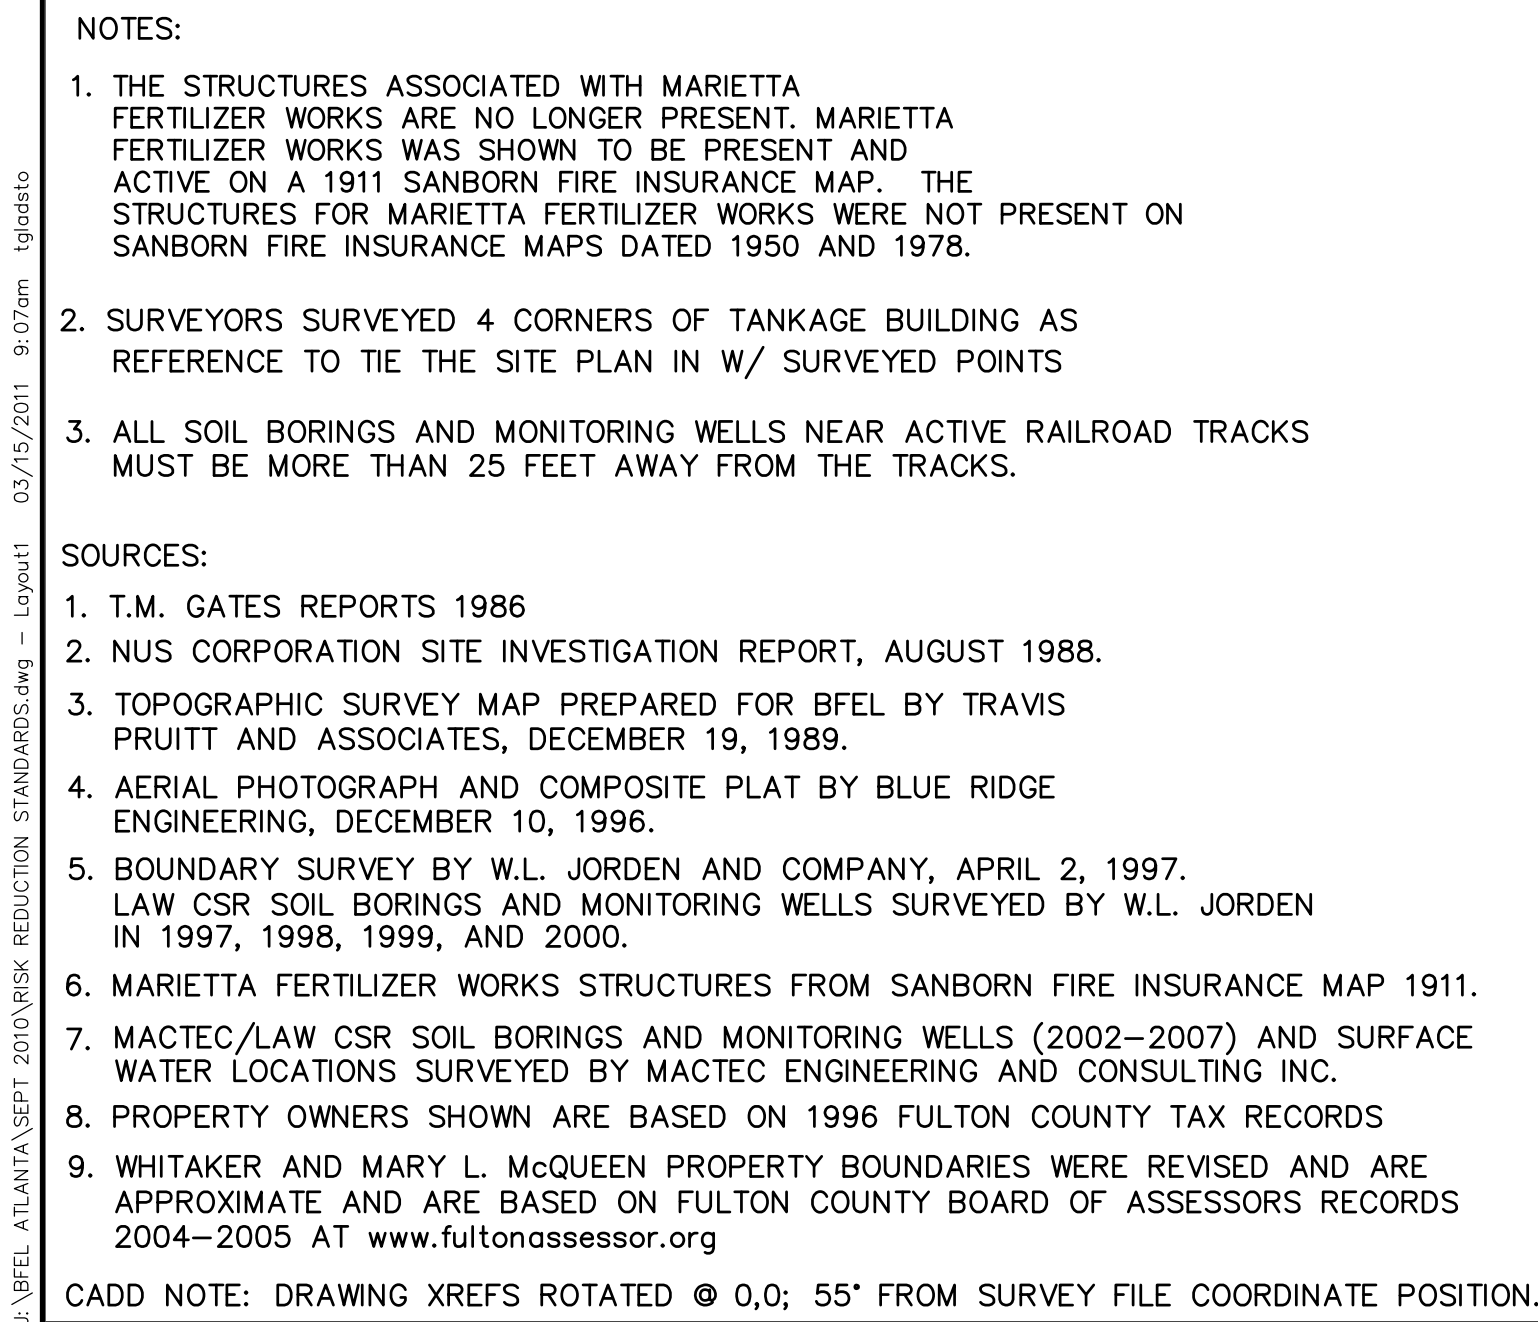 NOTES:
1. THE STRUCTURES ASSOCIATED WITH MARIETTA
FERTILIZER WORKS ARE NO LONGER PRESENT. MARIETTA
FERTILIZER WORKS WAS SHOWN TO BE PRESENT AND
ACTIVE ON A 1911 SANBORN FIRE INSURANCE MAP. THE
STRUCTURES FOR MARIETTA FERTILIZER WORKS WERE NOT PRESENT ON
SANBORN FIRE INSURANCE MAPS DATED 1950 AND 1978.
2. SURVEYORS SURVEYED 4 CORNERS OF TANKAGE BUILDING AS
REFERENCE TO TIE THE SITE PLAN IN W/ SURVEYED POINTS
3. ALL SOIL BORINGS AND MONITORING WELLS NEAR ACTIVE RAILROAD TRACKS
MUST BE MORE THAN 25 FEET AWAY FROM THE TRACKS.
SOURCES:
1. T.M. GATES REPORTS 1986
2. NUS CORPORATION SITE INVESTIGATION REPORT, AUGUST 1988.
3. TOPOGRAPHIC SURVEY MAP PREPARED FOR BFEL BY TRAVIS
PRUITT AND ASSOCIATES, DECEMBER 19, 1989.
4. AERIAL PHOTOGRAPH AND COMPOSITE PLAT BY BLUE RIDGE
ENGINEERING, DECEMBER 10, 1996.
5. BOUNDARY SURVEY BY W.L. JORDEN AND COMPANY, APRIL 2, 1997.
LAW CSR SOIL BORINGS AND MONITORING WELLS SURVEYED BY W.L. JORDEN
IN 1997, 1998, 1999, AND 2000.
6. MARIETTA FERTILIZER WORKS STRUCTURES FROM SANBORN FIRE INSURANCE MAP 1911.
7. MACTEC/LAW CSR SOIL BORINGS AND MONITORING WELLS (2002–2007) AND SURFACE
WATER LOCATIONS SURVEYED BY MACTEC ENGINEERING AND CONSULTING INC.
8. PROPERTY OWNERS SHOWN ARE BASED ON 1996 FULTON COUNTY TAX RECORDS
9. WHITAKER AND MARY L. McQUEEN PROPERTY BOUNDARIES WERE REVISED AND ARE
APPROXIMATE AND ARE BASED ON FULTON COUNTY BOARD OF ASSESSORS RECORDS
2004–2005 AT www.fultonassessor.org
CADD NOTE: DRAWING XREFS ROTATED @ 0,0; 55° FROM SURVEY FILE COORDINATE POSITION.
J:\BFEL ATLANTA\SEPT 2010\RISK REDUCTION STANDARDS.dwg – Layout1 03/15/2011 9:07am tgladsto